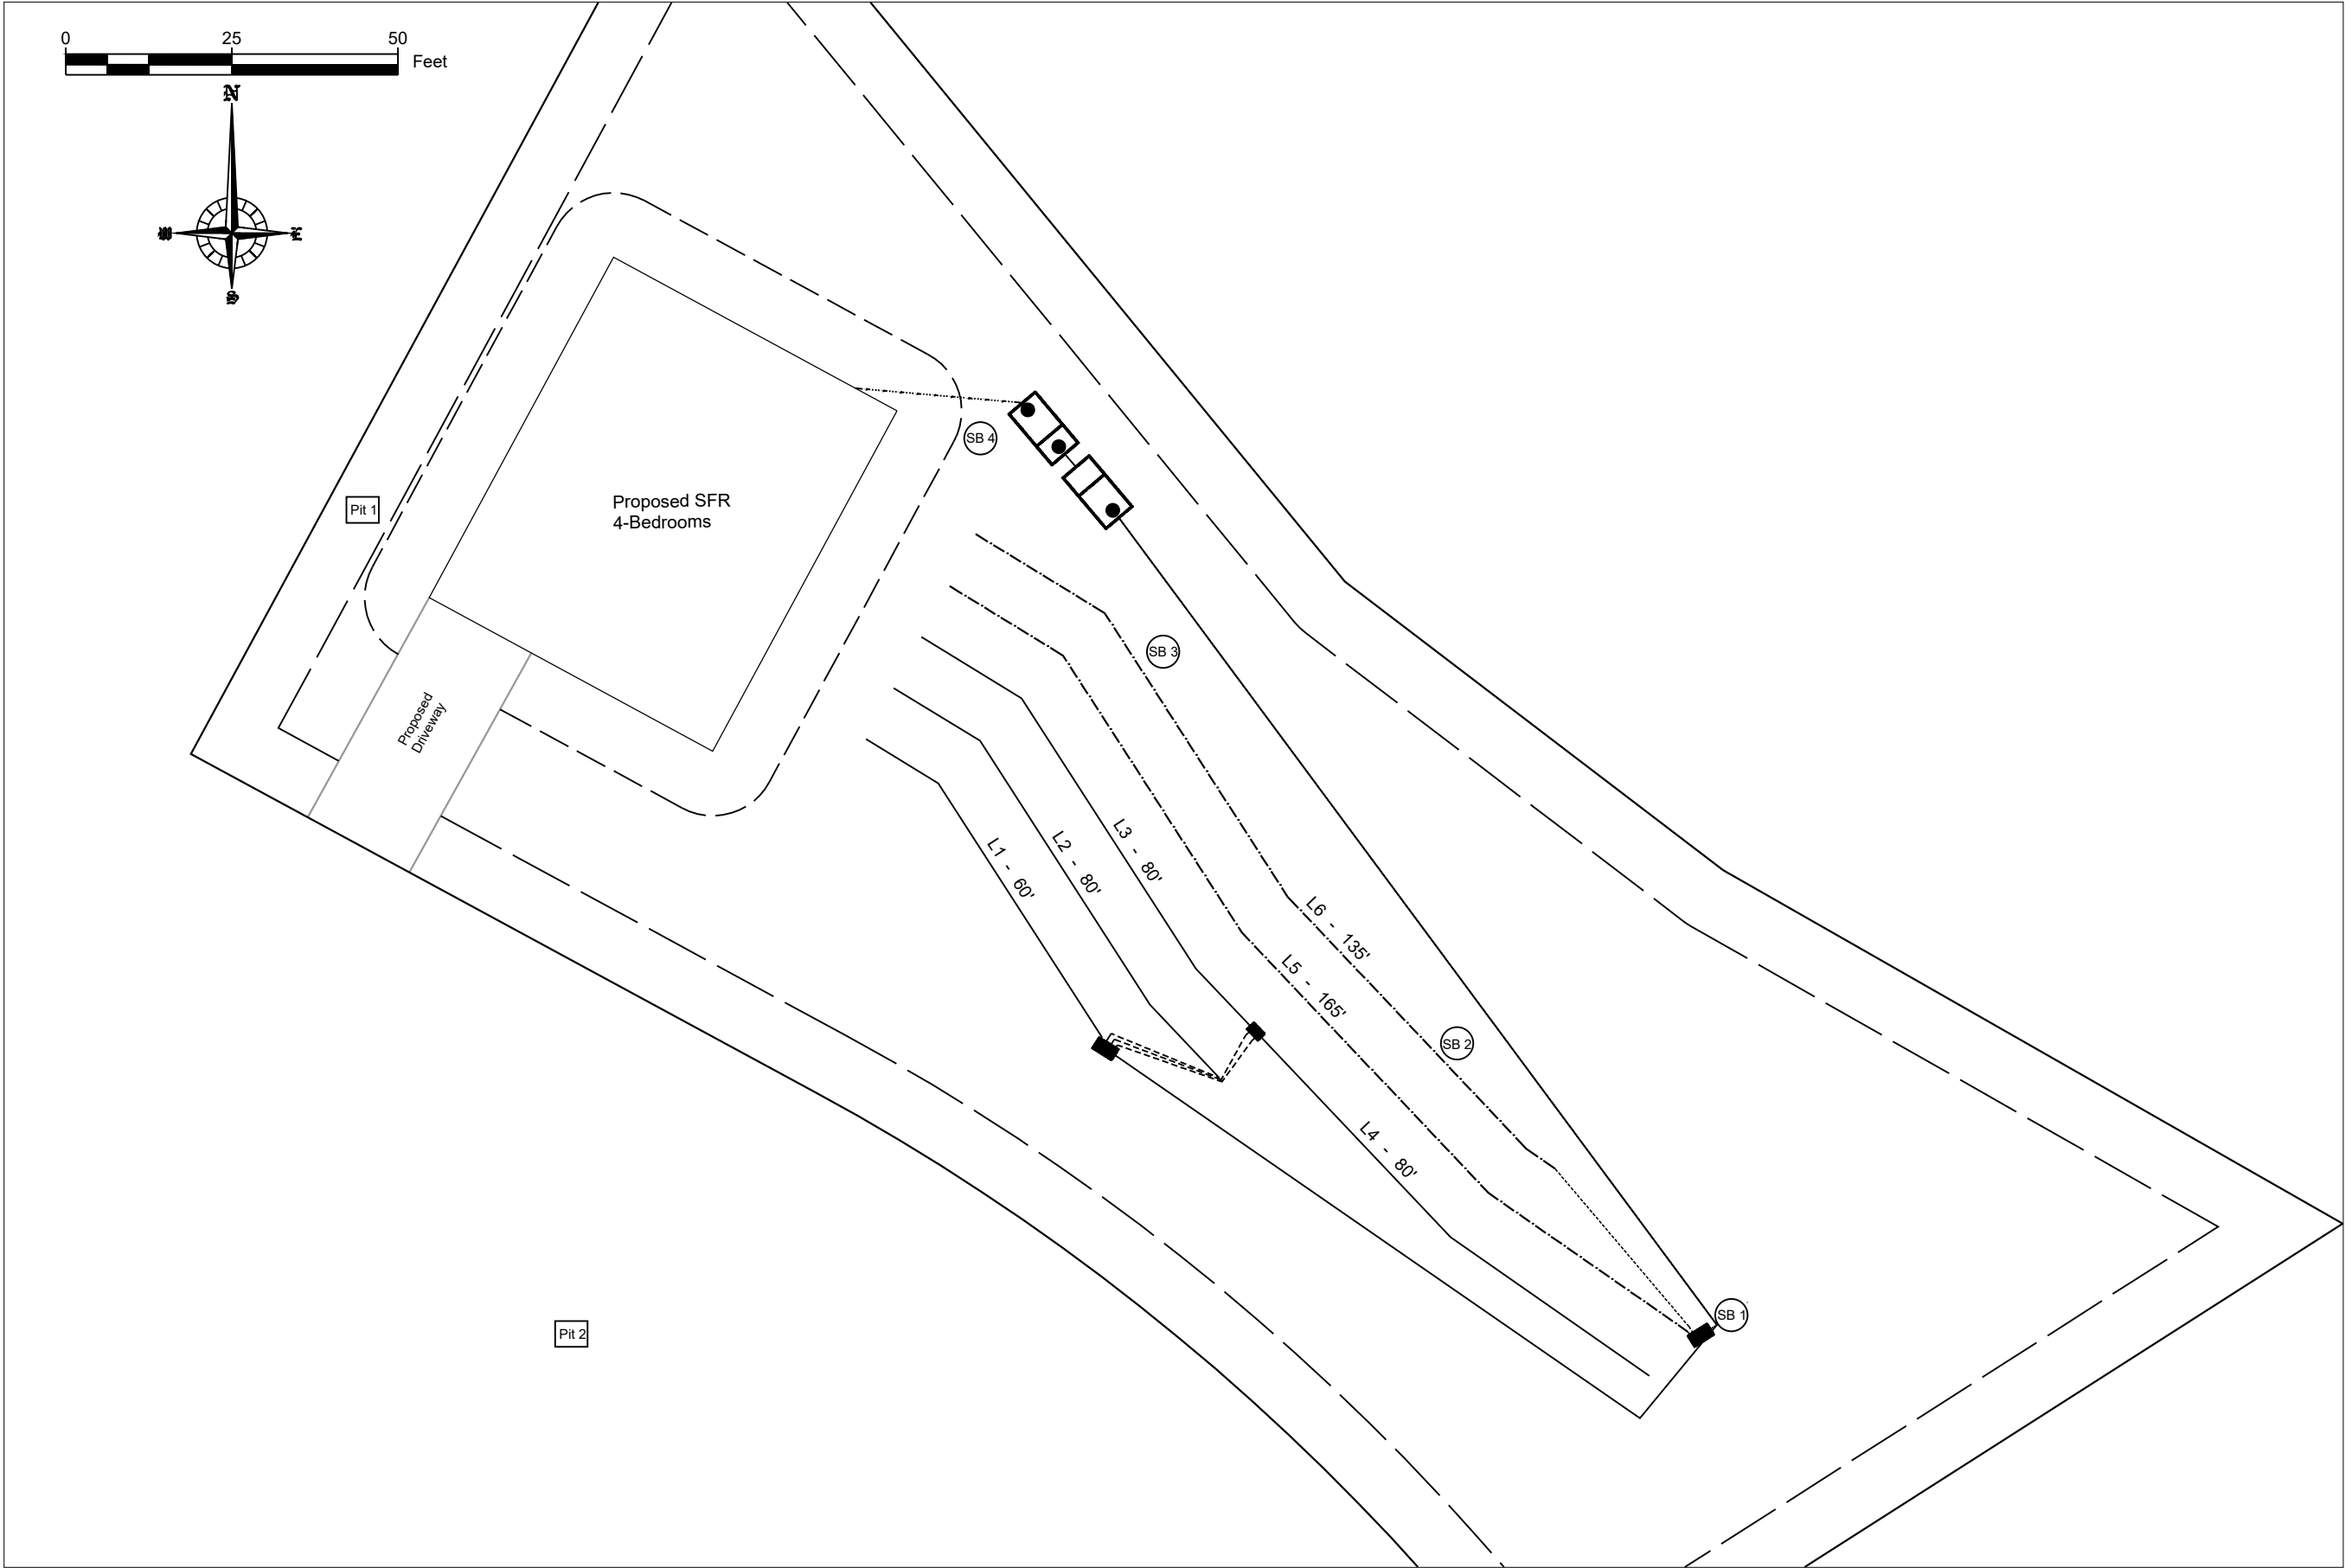 0 25 50
Feet
N
W E
S
SB 4
Proposed SFR
4-Bedrooms
Pit 1
SB 3
Proposed
Driveway
L1 - 60'
L2 - 80'
L3 - 80'
L6 - 135'
L5 - 165'
SB 2
L4 - 80'
SB 1
Pit 2